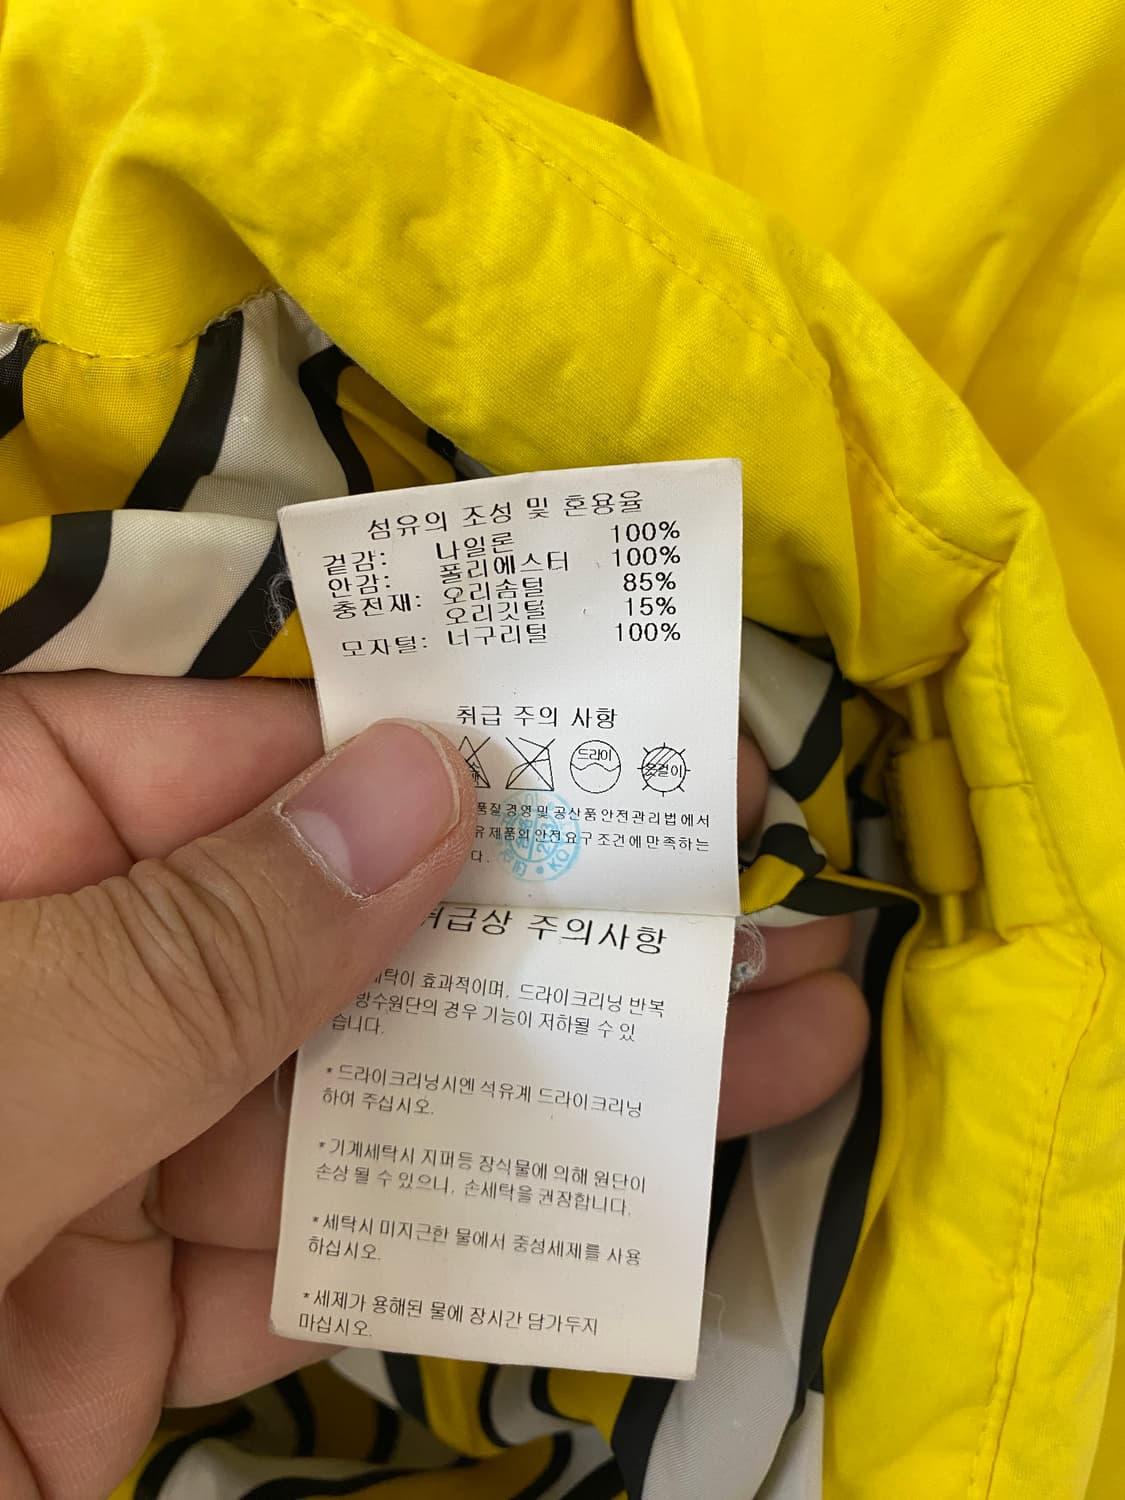 섬유의 조성 및 혼용율
겉감: 나일론 100%
안감: 폴리에스터 100%
충전재: 오리솜털 85%
오리깃털 15%
모자털: 너구리털 100%
취급 주의 사항
드라이
옷걸이
품질경영및 공산품안전관리법에서
제품의 안전요구 조건에 만족하는
다.
취급상 주의사항
세탁이 효과적이며, 드라이크리닝 반복
방수원단의 경우 기능이 저하될 수 있
습니다.
* 드라이크리닝시엔 석유계 드라이크리닝
하여 주십시오.
* 기계세탁시 지퍼등 장식물에 의해 원단이
손상 될 수 있으니, 손세탁을 권장합니다.
* 세탁시 미지근한 물에서 중성세제를 사용
하십시오.
* 세제가 용해된 물에 장시간 담가두지
마십시오.